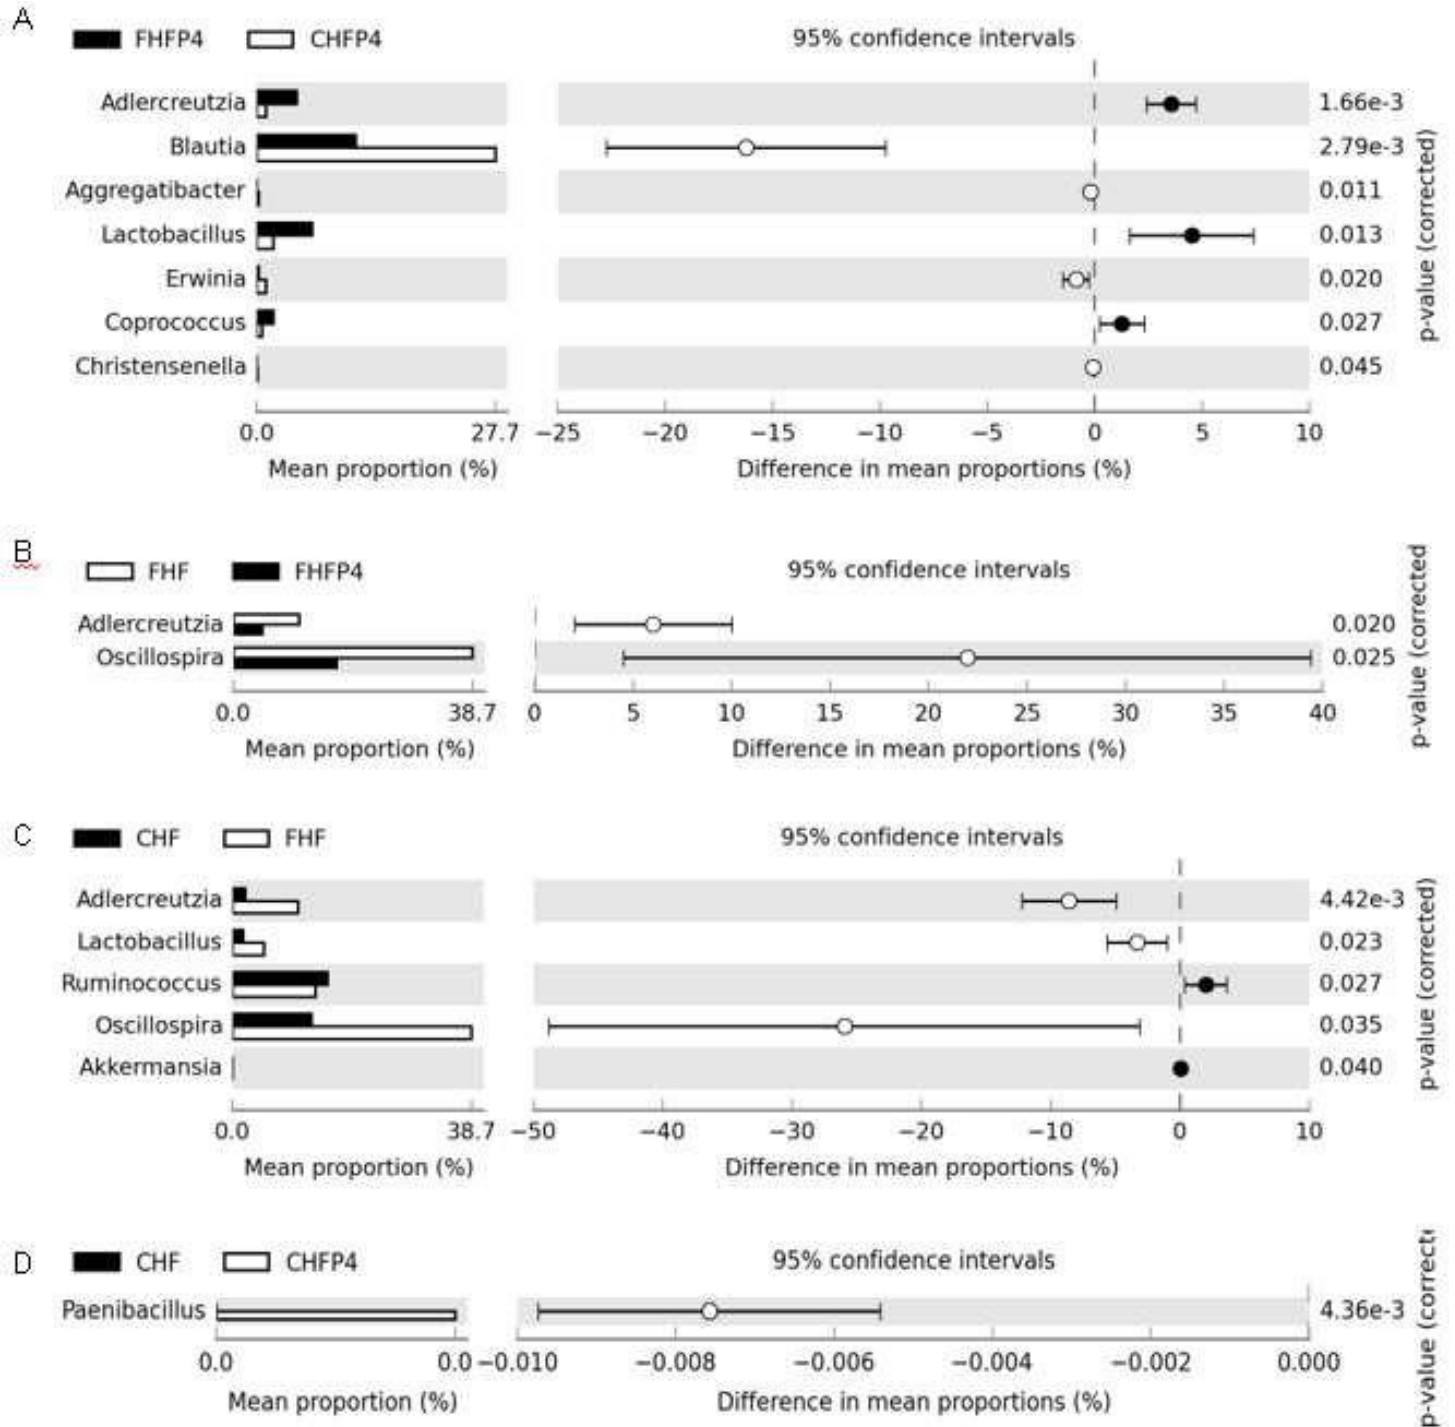 A
FHFP4 CHFP4 95% confidence intervals
Adlercreutzia 1.66e-3
Blautia 2.79e-3
Aggregatibacter 0.011
Lactobacillus 0.013
Erwinia 0.020
Coprococcus 0.027
Christensenella 0.045
p-value (corrected)
0.0 27.7 −25 −20 −15 −10 −5 0 5 10
Mean proportion (%) Difference in mean proportions (%)
B
FHF FHFP4 95% confidence intervals
Adlercreutzia 0.020
Oscillospira 0.025
p-value (corrected
0.0 38.7 0 5 10 15 20 25 30 35 40
Mean proportion (%) Difference in mean proportions (%)
C
CHF FHF 95% confidence intervals
Adlercreutzia 4.42e-3
Lactobacillus 0.023
Ruminococcus 0.027
Oscillospira 0.035
Akkermansia 0.040
p-value (corrected)
0.0 38.7 −50 −40 −30 −20 −10 0 10
Mean proportion (%) Difference in mean proportions (%)
D
CHF CHFP4 95% confidence intervals
Paenibacillus 4.36e-3
p-value (correct
0.0 0.0 −0.010 −0.008 −0.006 −0.004 −0.002 0.000
Mean proportion (%) Difference in mean proportions (%)